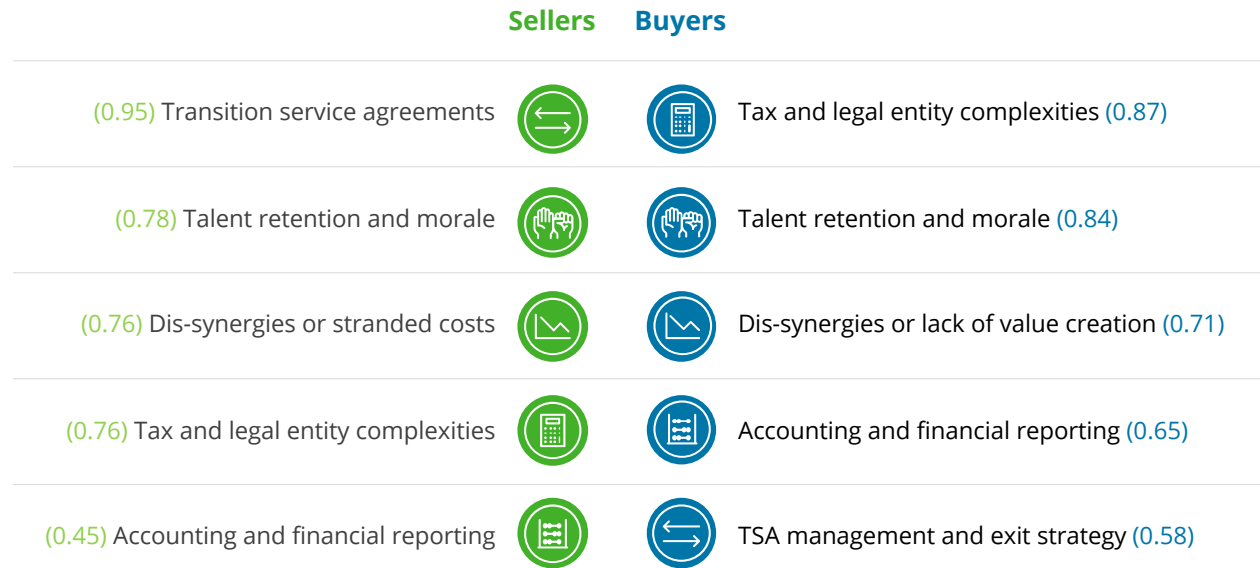 Sellers Buyers
(0.95) Transition service agreements Tax and legal entity complexities (0.87)
(0.78) Talent retention and morale Talent retention and morale (0.84)
(0.76) Dis-synergies or stranded costs Dis-synergies or lack of value creation (0.71)
(0.76) Tax and legal entity complexities Accounting and financial reporting (0.65)
(0.45) Accounting and financial reporting TSA management and exit strategy (0.58)